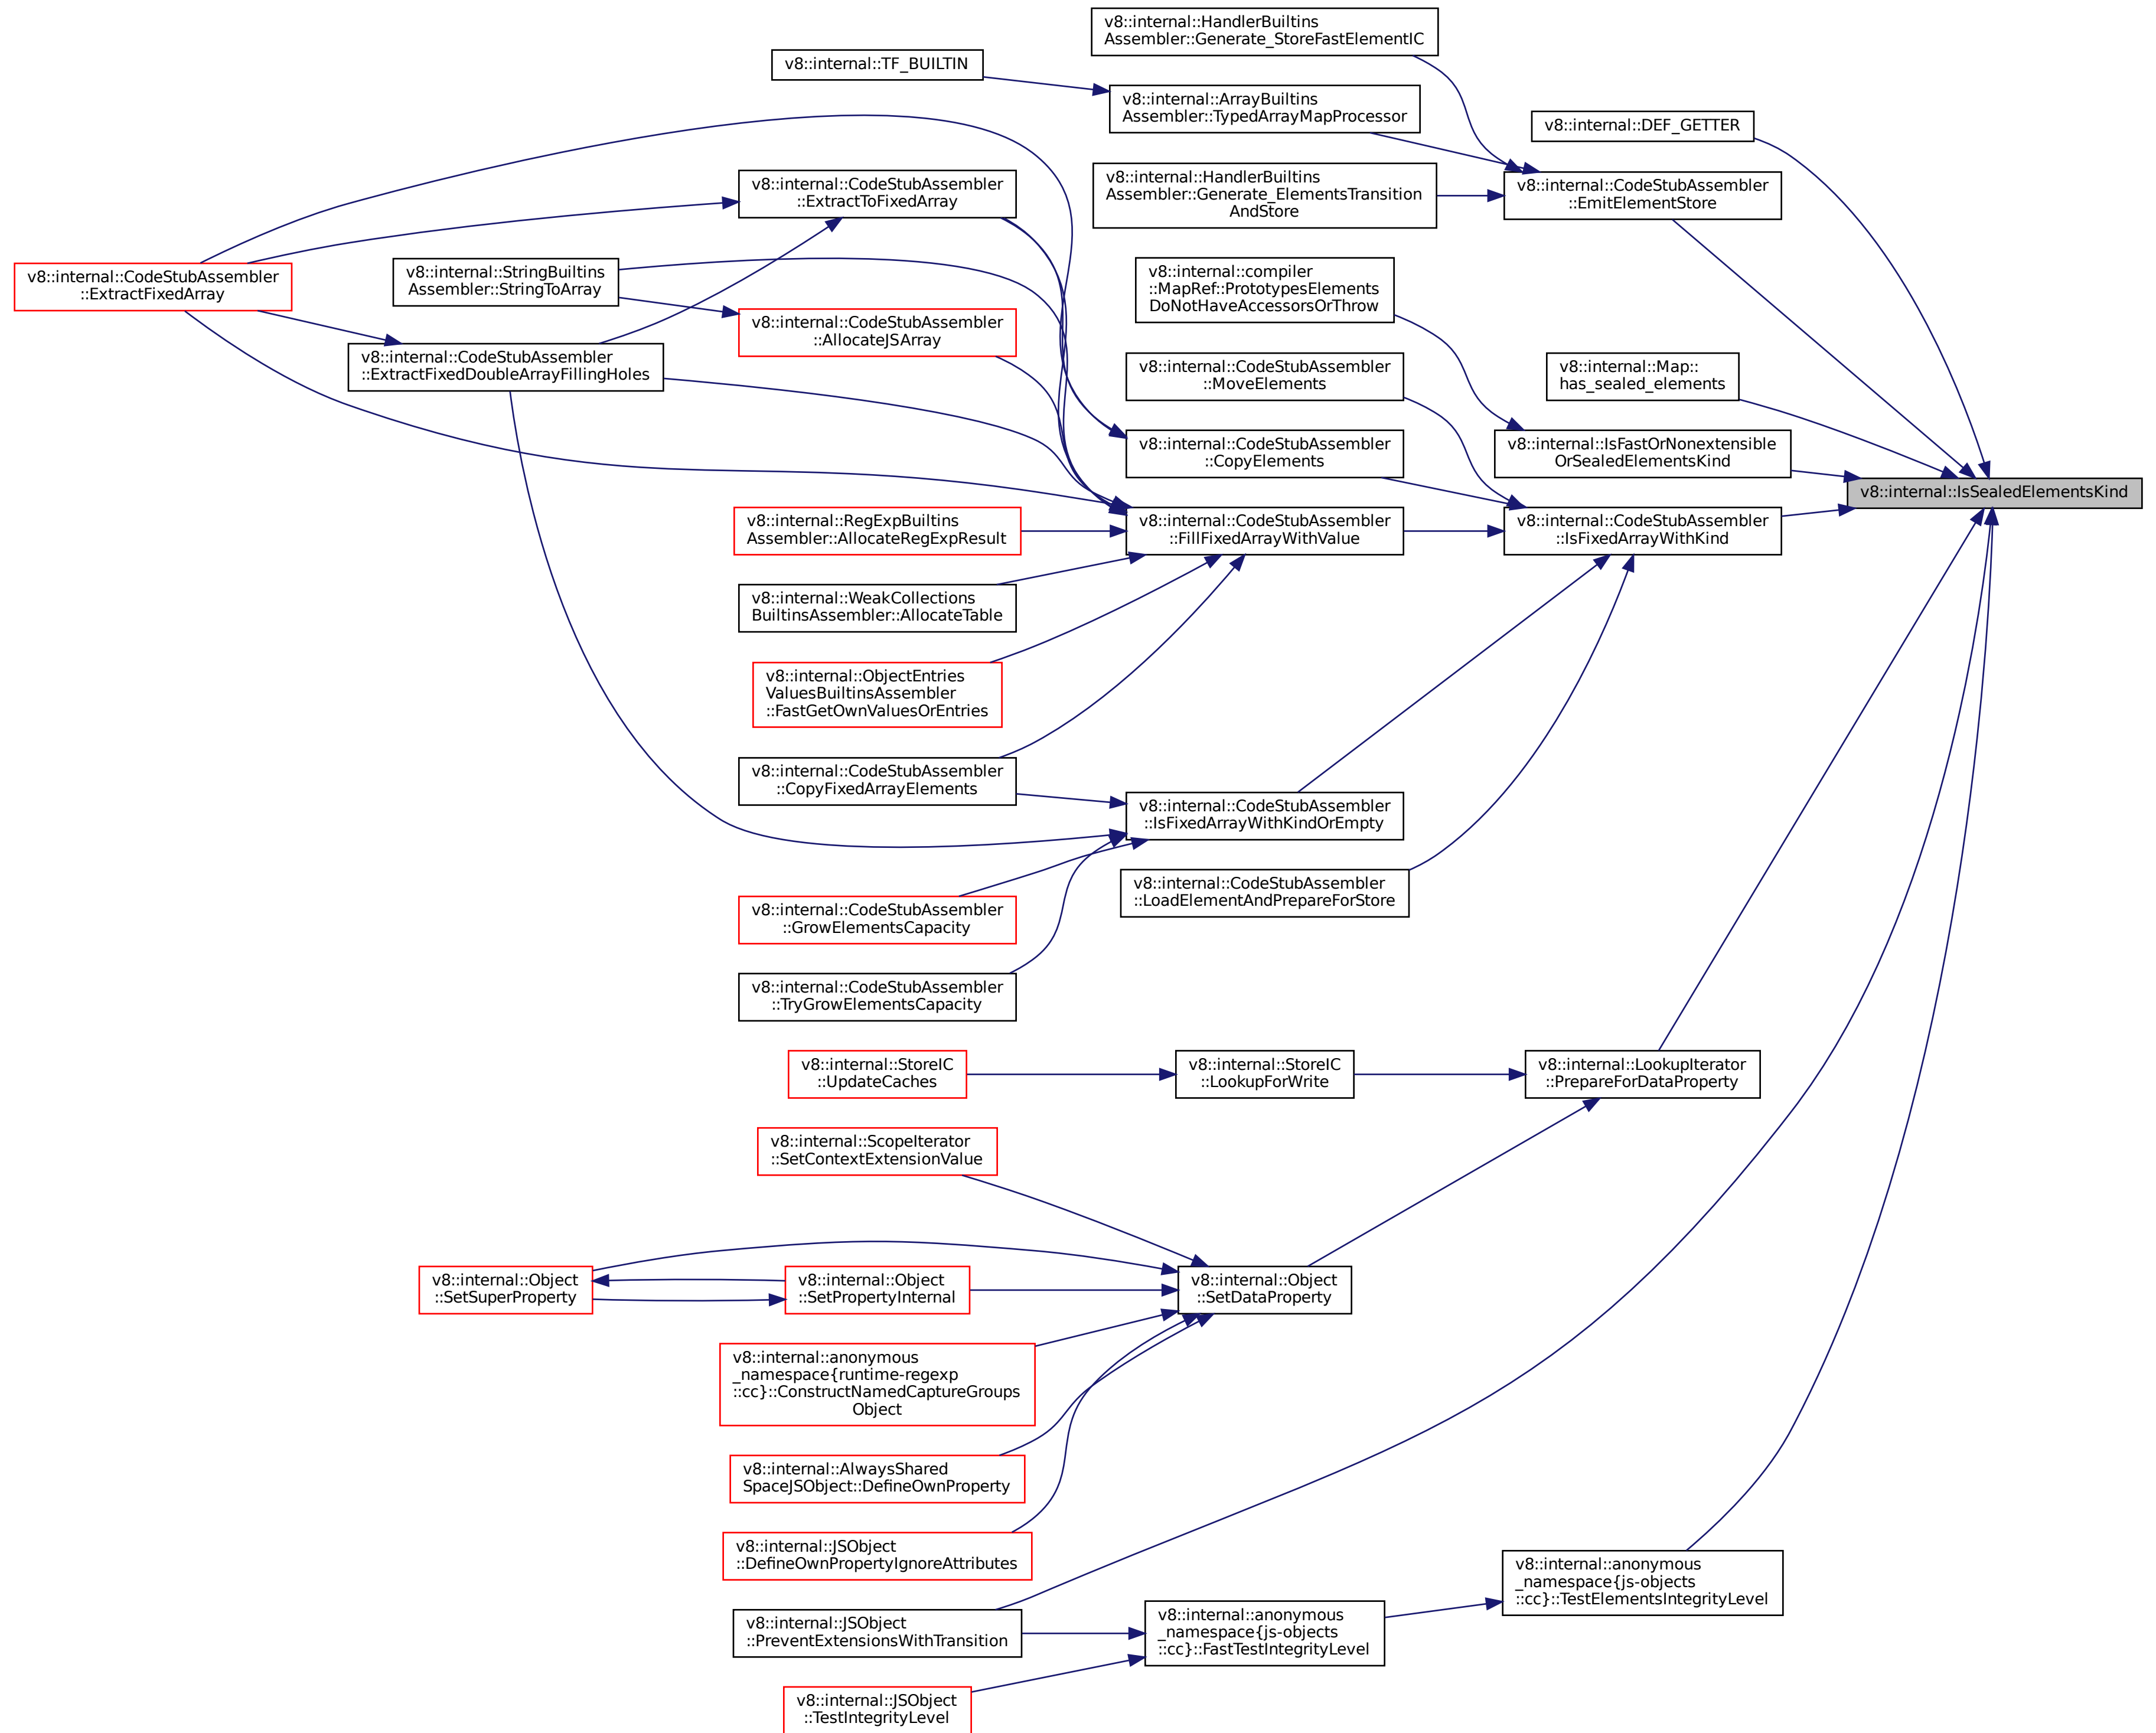 v8::internal::HandlerBuiltins
Assembler::Generate_StoreFastElementIC
v8::internal::TF_BUILTIN
v8::internal::ArrayBuiltins
Assembler::TypedArrayMapProcessor
v8::internal::DEF_GETTER
v8::internal::HandlerBuiltins
Assembler::Generate_ElementsTransition
AndStore
v8::internal::CodeStubAssembler
::ExtractToFixedArray
v8::internal::CodeStubAssembler
::EmitElementStore
v8::internal::CodeStubAssembler
::ExtractFixedArray
v8::internal::StringBuiltins
Assembler::StringToArray
v8::internal::compiler
::MapRef::PrototypesElements
DoNotHaveAccessorsOrThrow
v8::internal::CodeStubAssembler
::AllocateJSArray
v8::internal::CodeStubAssembler
::ExtractFixedDoubleArrayFillingHoles
v8::internal::CodeStubAssembler
::MoveElements
v8::internal::Map::
has_sealed_elements
v8::internal::CodeStubAssembler
::CopyElements
v8::internal::IsFastOrNonextensible
OrSealedElementsKind
v8::internal::IsSealedElementsKind
v8::internal::RegExpBuiltins
Assembler::AllocateRegExpResult
v8::internal::CodeStubAssembler
::FillFixedArrayWithValue
v8::internal::CodeStubAssembler
::IsFixedArrayWithKind
v8::internal::WeakCollections
BuiltinsAssembler::AllocateTable
v8::internal::ObjectEntries
ValuesBuiltinsAssembler
::FastGetOwnValuesOrEntries
v8::internal::CodeStubAssembler
::CopyFixedArrayElements
v8::internal::CodeStubAssembler
::IsFixedArrayWithKindOrEmpty
v8::internal::CodeStubAssembler
::LoadElementAndPrepareForStore
v8::internal::CodeStubAssembler
::GrowElementsCapacity
v8::internal::CodeStubAssembler
::TryGrowElementsCapacity
v8::internal::StoreIC
::UpdateCaches
v8::internal::StoreIC
::LookupForWrite
v8::internal::LookupIterator
::PrepareForDataProperty
v8::internal::ScopeIterator
::SetContextExtensionValue
v8::internal::Object
::SetSuperProperty
v8::internal::Object
::SetPropertyInternal
v8::internal::Object
::SetDataProperty
v8::internal::anonymous
_namespace{runtime-regexp
::cc}::ConstructNamedCaptureGroups
Object
v8::internal::AlwaysShared
SpaceJSObject::DefineOwnProperty
v8::internal::JSObject
::DefineOwnPropertyIgnoreAttributes
v8::internal::anonymous
_namespace{js-objects
::cc}::TestElementsIntegrityLevel
v8::internal::JSObject
::PreventExtensionsWithTransition
v8::internal::anonymous
_namespace{js-objects
::cc}::FastTestIntegrityLevel
v8::internal::JSObject
::TestIntegrityLevel